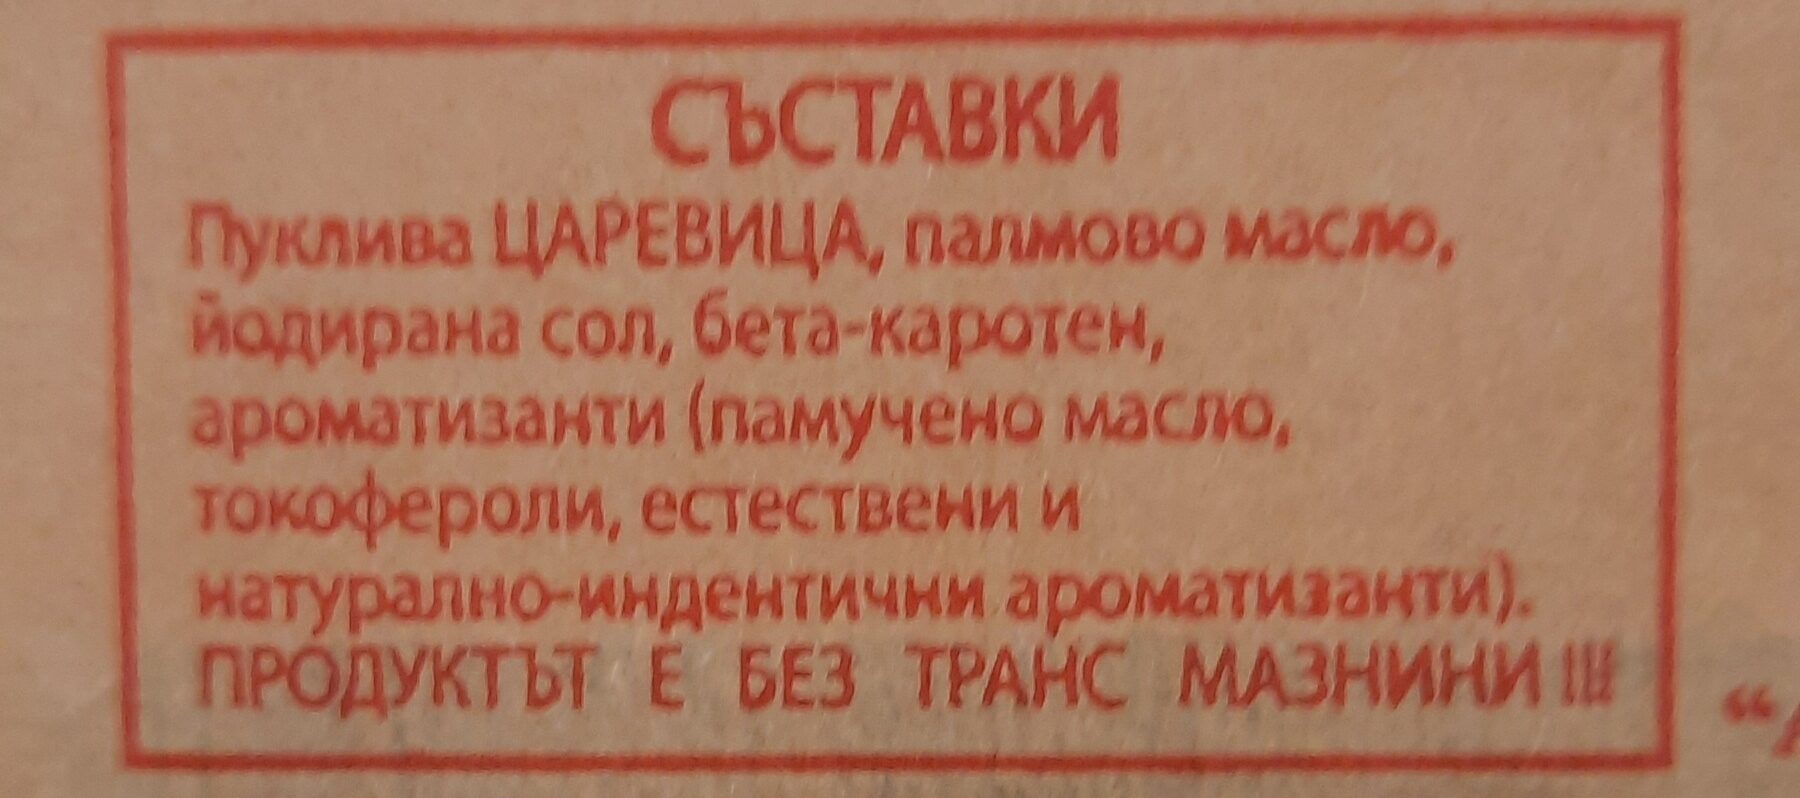 СЪСТАВКИ
Пуклива ЦАРЕВИЦА, палмово масло,
йодирана сол, бета-каротен,
ароматизанти (памучено масло,
токофероли, естествени и
натурално-индентични ароматизанти).
ПРОДУКТЪТ Е БЕЗ ТРАНС МАЗНИНИ !!!